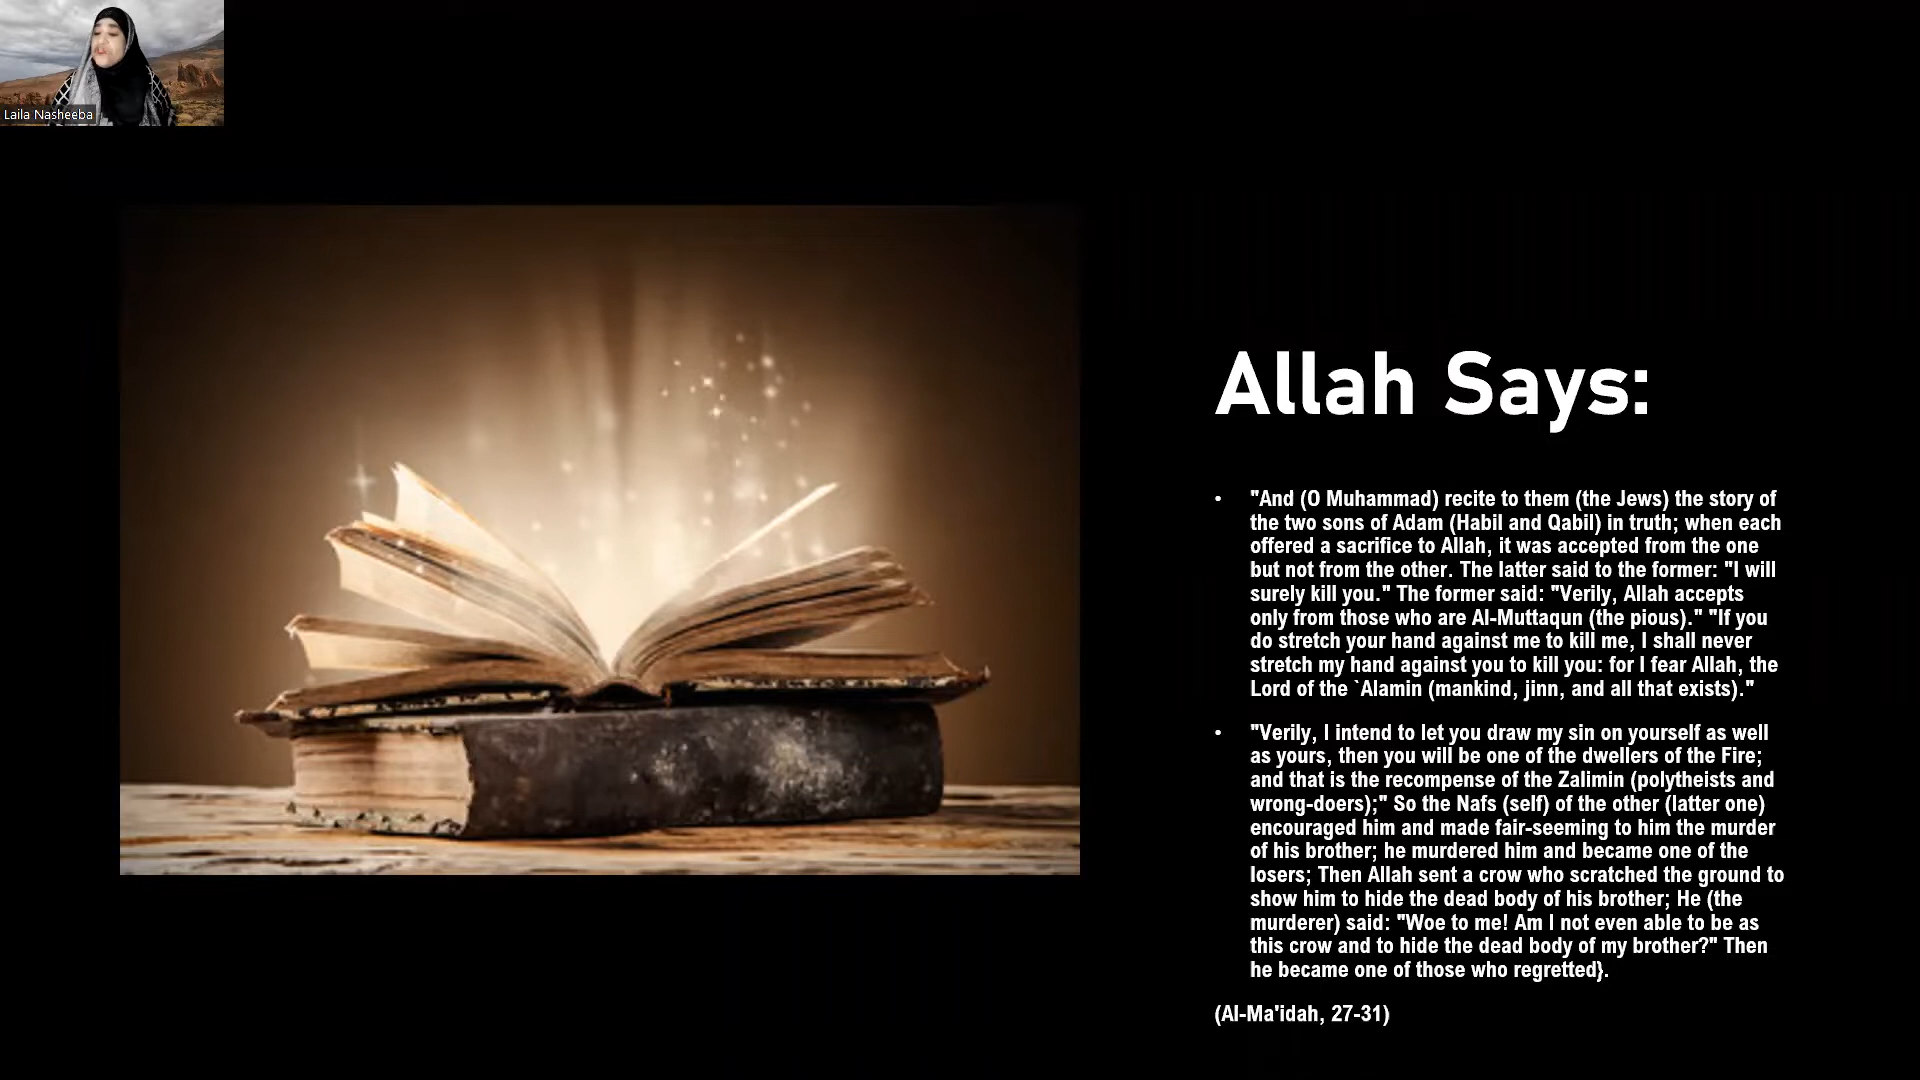 Laila Nasheeba
Allah Says:
• "And (O Muhammad) recite to them (the Jews) the story of
the two sons of Adam (Habil and Qabil) in truth; when each
offered a sacrifice to Allah, it was accepted from the one
but not from the other. The latter said to the former: "I will
surely kill you." The former said: "Verily, Allah accepts
only from those who are Al-Muttaqun (the pious)." "If you
do stretch your hand against me to kill me, I shall never
stretch my hand against you to kill you: for I fear Allah, the
Lord of the `Alamin (mankind, jinn, and all that exists)."
• "Verily, I intend to let you draw my sin on yourself as well
as yours, then you will be one of the dwellers of the Fire;
and that is the recompense of the Zalimin (polytheists and
wrong-doers);" So the Nafs (self) of the other (latter one)
encouraged him and made fair-seeming to him the murder
of his brother; he murdered him and became one of the
losers; Then Allah sent a crow who scratched the ground to
show him to hide the dead body of his brother; He (the
murderer) said: "Woe to me! Am I not even able to be as
this crow and to hide the dead body of my brother?" Then
he became one of those who regretted}.
(Al-Ma'idah, 27-31)